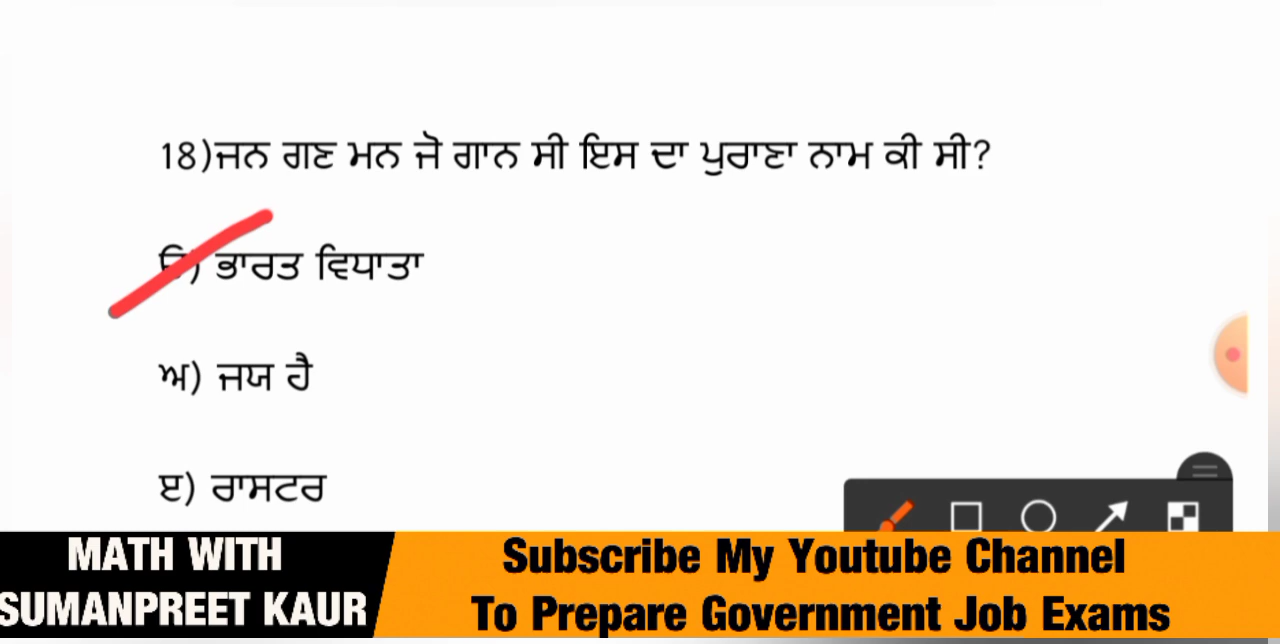 18)ਜਨ ਗਣ ਮਨ ਜੋ ਗਾਨ ਸੀ ਇਸ ਦਾ ਪੁਰਾਣਾ ਨਾਮ ਕੀ ਸੀ?
ੳ) ਭਾਰਤ ਵਿਧਾਤਾ
ਅ) ਜਯ ਹੈ
ੲ) ਰਾਸਟਰ
MATH WITH
SUMANPREET KAUR
Subscribe My Youtube Channel
To Prepare Government Job Exams